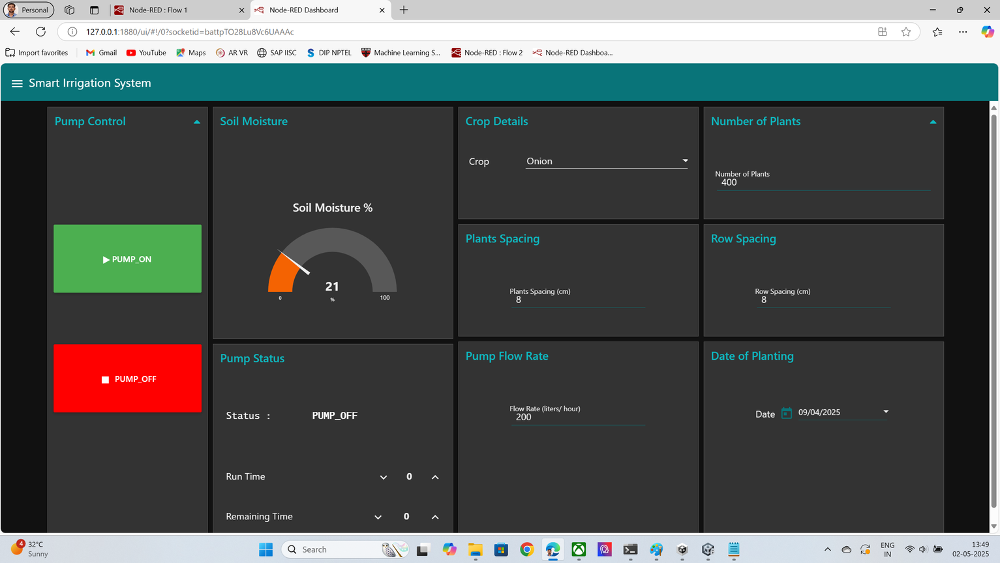 Personal
Node-RED : Flow 1
Node-RED Dashboard
127.0.0.1:1880/ui/#!/0?socketid=battpTO28Lu8Vc6UAAAc
Import favorites
Gmail
YouTube
Maps
AR VR
SAP IISC
DIP NPTEL
Machine Learning S...
Node-RED : Flow 2
Node-RED Dashboa...
Smart Irrigation System
Pump Control
PUMP_ON
PUMP_OFF
Soil Moisture
Soil Moisture %
21
%
0
100
Pump Status
Status :
PUMP_OFF
Run Time
0
Remaining Time
0
Crop Details
Crop
Onion
Number of Plants
Number of Plants
400
Plants Spacing
Plants Spacing (cm)
8
Row Spacing
Row Spacing (cm)
8
Pump Flow Rate
Flow Rate (liters/ hour)
200
Date of Planting
Date
09/04/2025
4
32°C
Sunny
Search
ENG
IN
13:49
02-05-2025